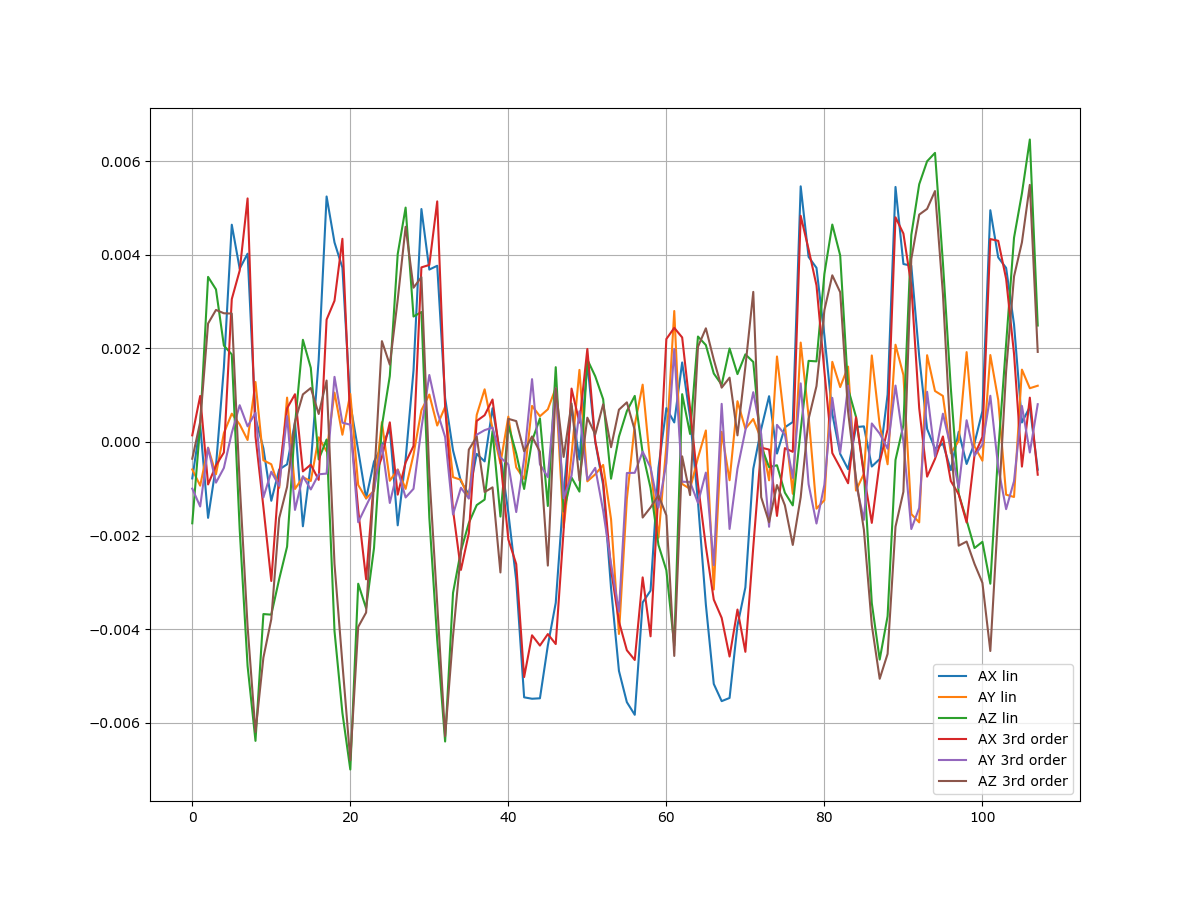 0.006
0.004
0.002
0.000
−0.002
−0.004
−0.006
0 20 40 60 80 100
AX lin
AY lin
AZ lin
AX 3rd order
AY 3rd order
AZ 3rd order